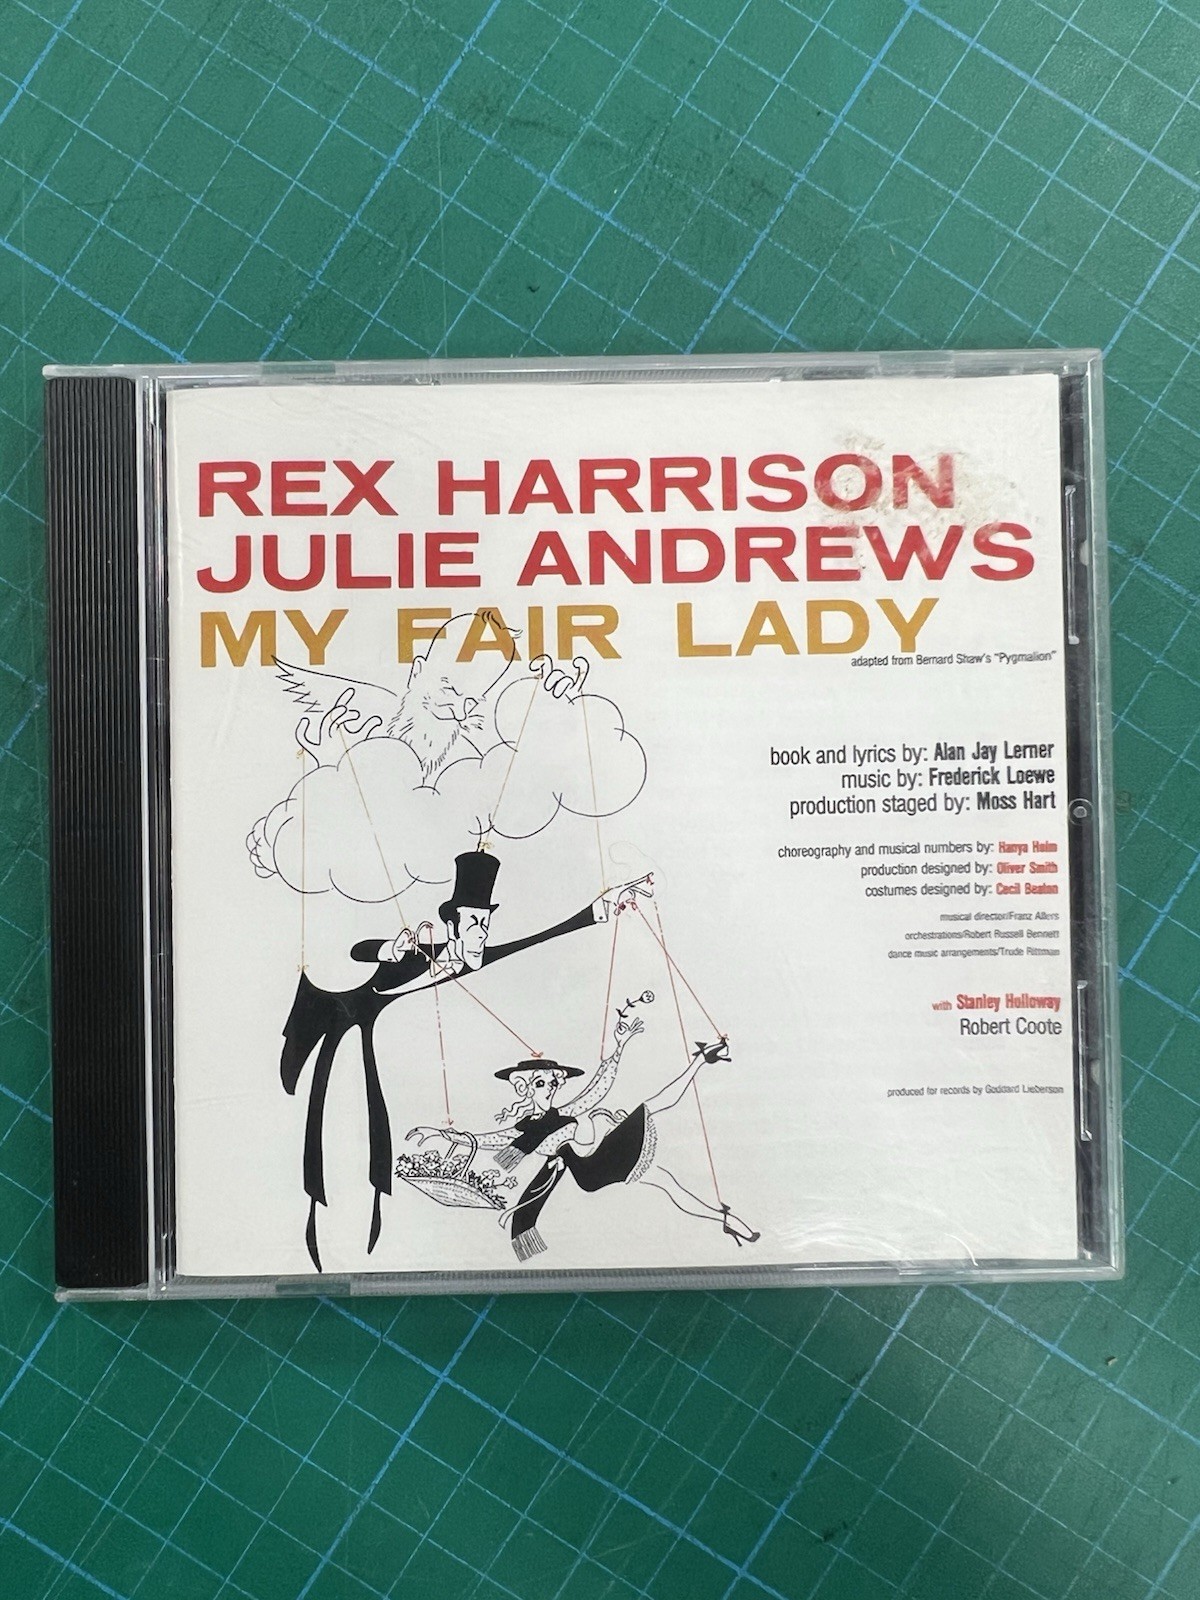 REX HARRISON
JULIE ANDREWS
MY FAIR LADY
adapted from Bernard Shaw's "Pygmalion"
book and lyrics by: Alan Jay Lerner
music by: Frederick Loewe
production staged by: Moss Hart
choreography and musical numbers by: Hanya Holm
production designed by: Oliver Smith
costumes designed by: Cecil Beaton
musical director/Franz Allers
orchestrations/Robert Russell Bennett
dance music arrangements/Trude Rittman
with Stanley Holloway
Robert Coote
produced for records by Goddard Lieberson